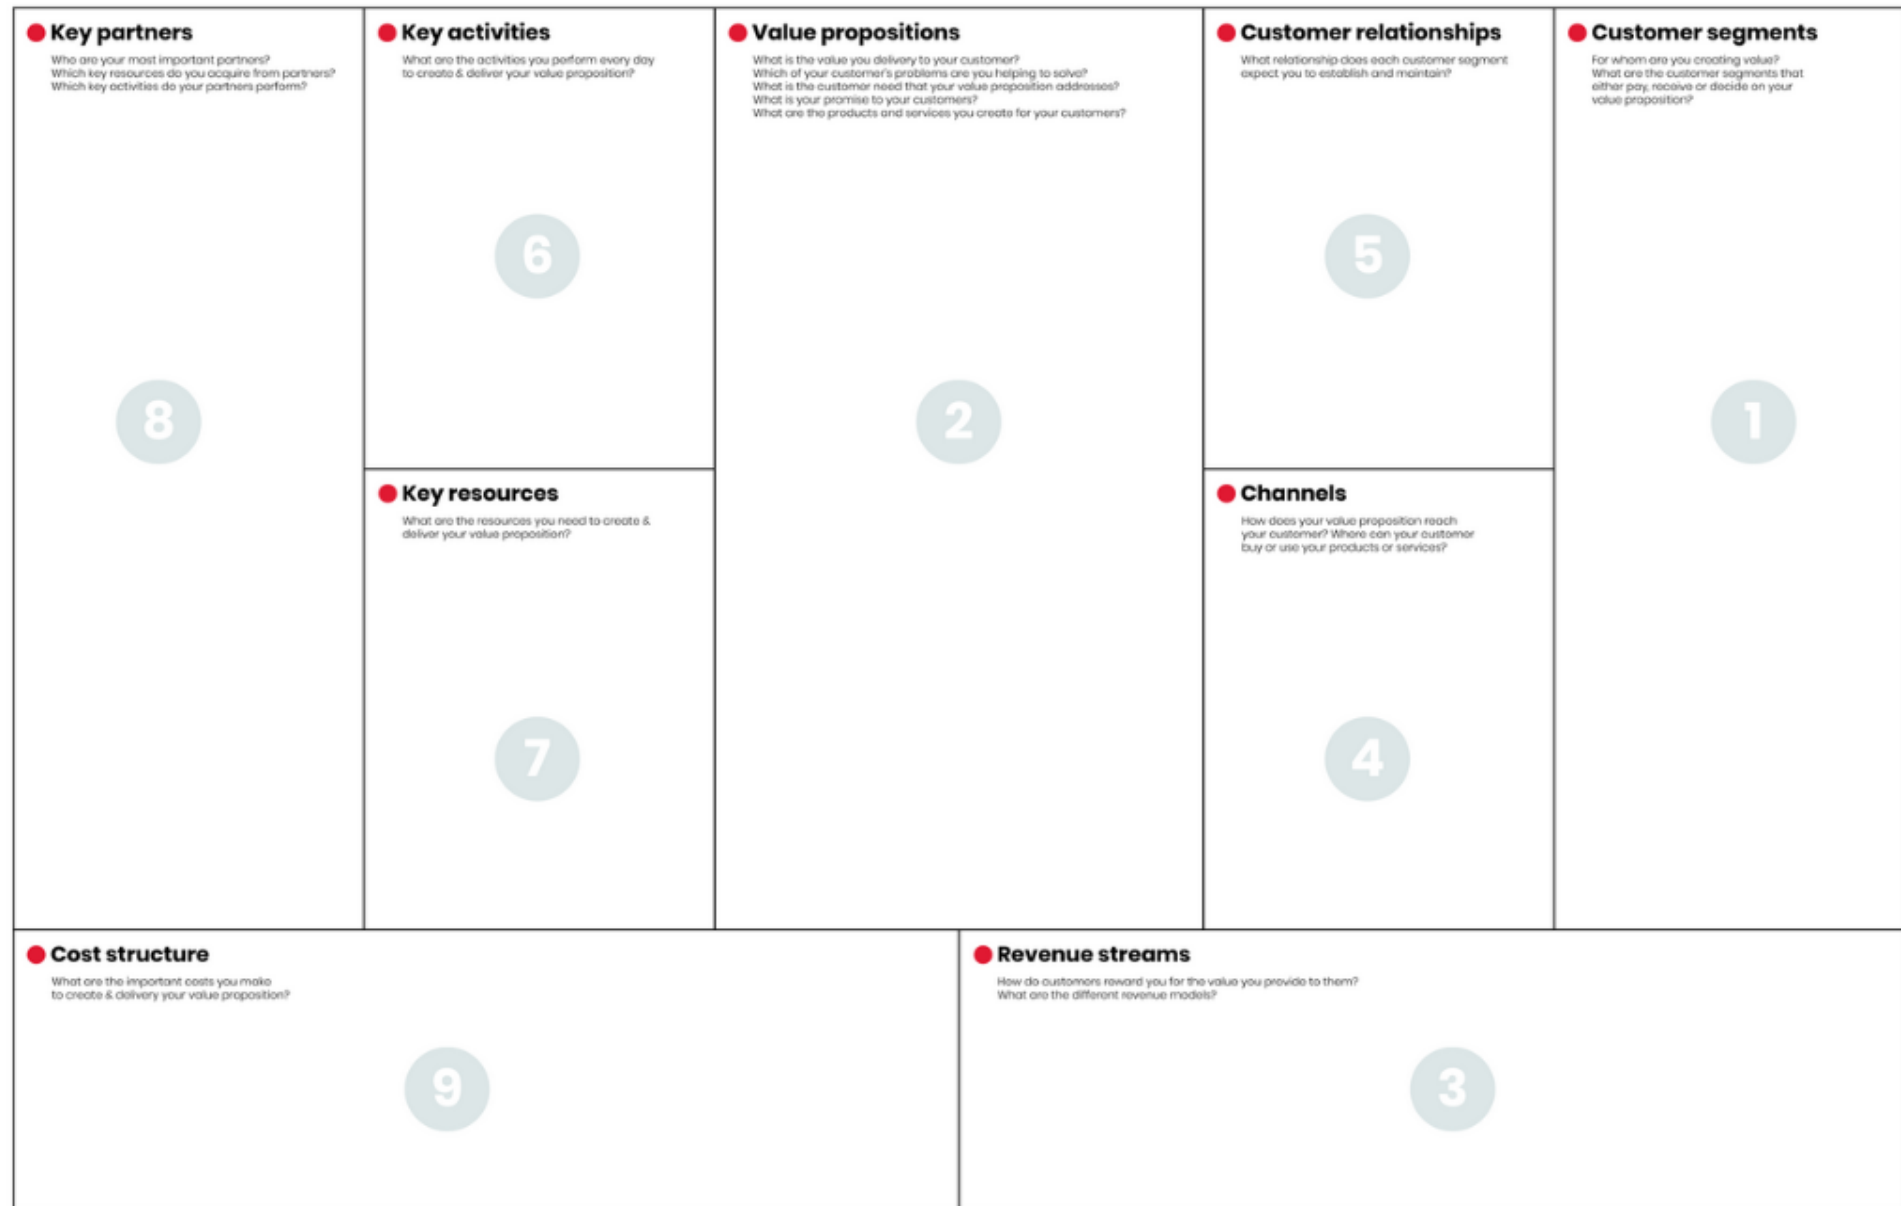 Key partners
Who are your most important partners?
Which key resources do you acquire from partners?
Which key activities do your partners perform?
8
Key activities
What are the activities you perform every day
to create & deliver your value proposition?
6
Key resources
What are the resources you need to create &
deliver your value proposition?
7
Value propositions
What is the value you delivery to your customer?
Which of your customer's problems are you helping to solve?
What is the customer need that your value proposition addresses?
What is your promise to your customers?
What are the products and services you create for your customers?
2
Customer relationships
What relationship does each customer segment
expect you to establish and maintain?
5
Channels
How does your value proposition reach
your customer? Where can your customer
buy or use your products or services?
4
Customer segments
For whom are you creating value?
What are the customer segments that
either pay, receive or decide on your
value proposition?
1
Cost structure
What are the important costs you make
to create & delivery your value proposition?
9
Revenue streams
How do customers reward you for the value you provide to them?
What are the different revenue models?
3